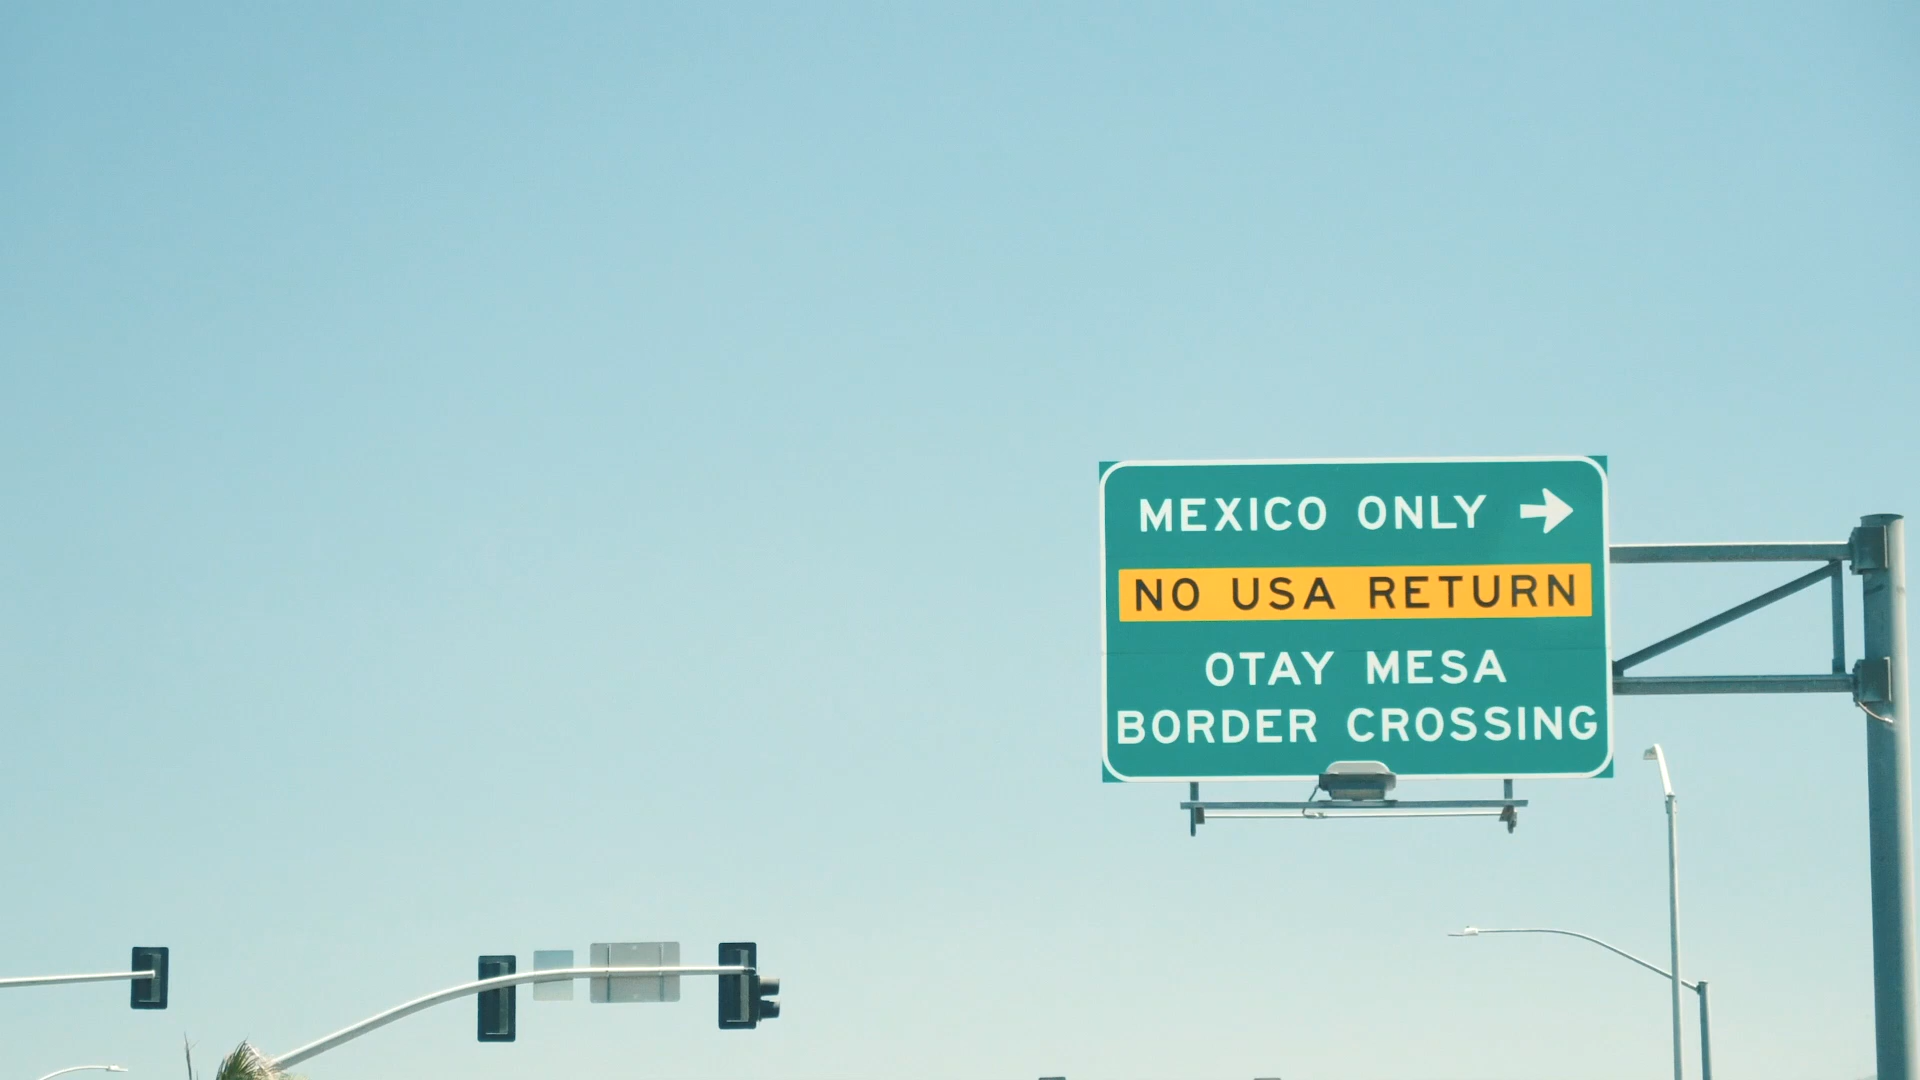 MEXICO ONLY →
NO USA RETURN
OTAY MESA
BORDER CROSSING